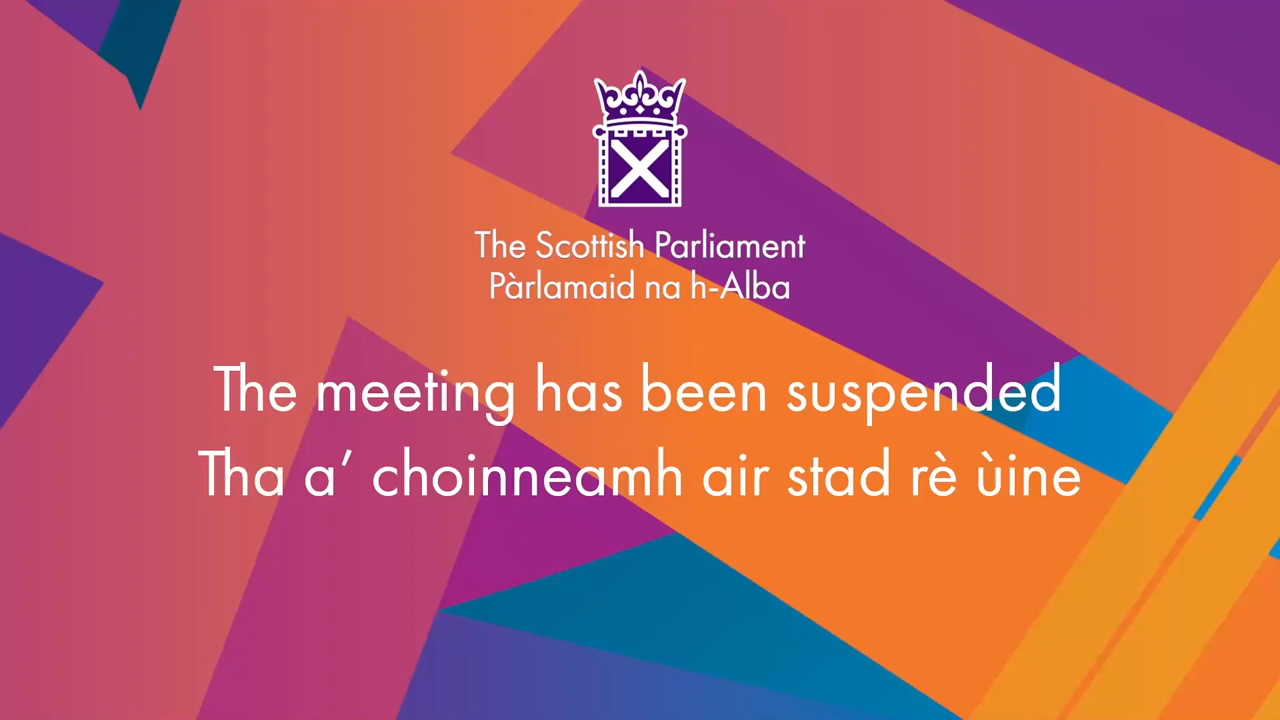 The Scottish Parliament
Pàrlamaid na h-Alba
The meeting has been suspended
Tha a’ choinneamh air stad rè ùine